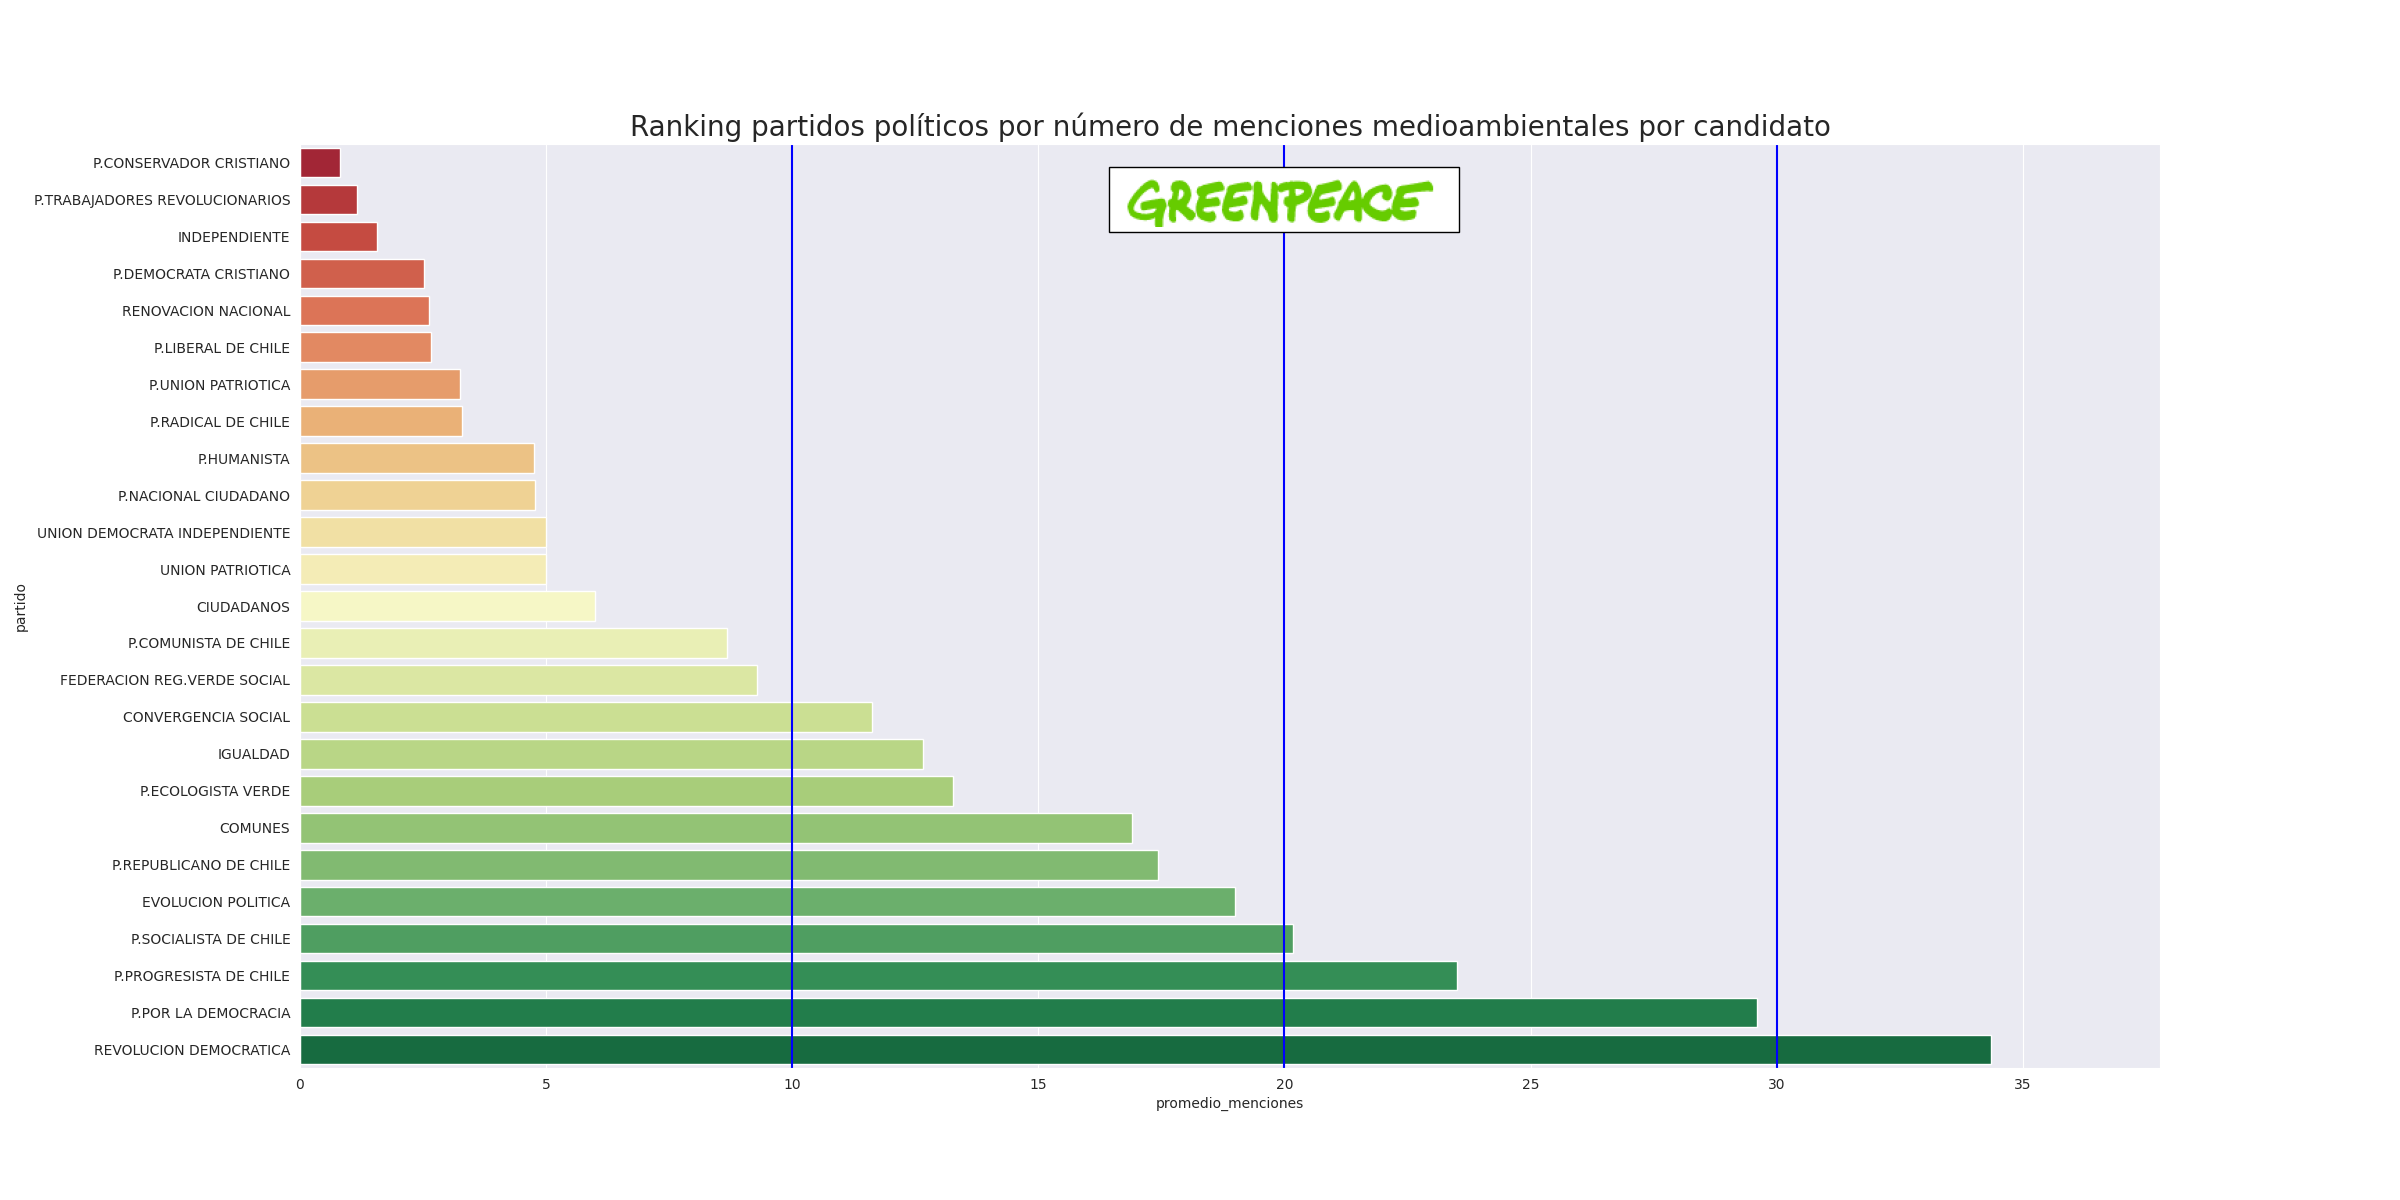 Ranking partidos políticos por número de menciones medioambientales por candidato
GREENPEACE
partido
P.CONSERVADOR CRISTIANO
P.TRABAJADORES REVOLUCIONARIOS
INDEPENDIENTE
P.DEMOCRATA CRISTIANO
RENOVACION NACIONAL
P.LIBERAL DE CHILE
P.UNION PATRIOTICA
P.RADICAL DE CHILE
P.HUMANISTA
P.NACIONAL CIUDADANO
UNION DEMOCRATA INDEPENDIENTE
UNION PATRIOTICA
CIUDADANOS
P.COMUNISTA DE CHILE
FEDERACION REG.VERDE SOCIAL
CONVERGENCIA SOCIAL
IGUALDAD
P.ECOLOGISTA VERDE
COMUNES
P.REPUBLICANO DE CHILE
EVOLUCION POLITICA
P.SOCIALISTA DE CHILE
P.PROGRESISTA DE CHILE
P.POR LA DEMOCRACIA
REVOLUCION DEMOCRATICA
0 5 10 15 20 25 30 35
promedio_menciones